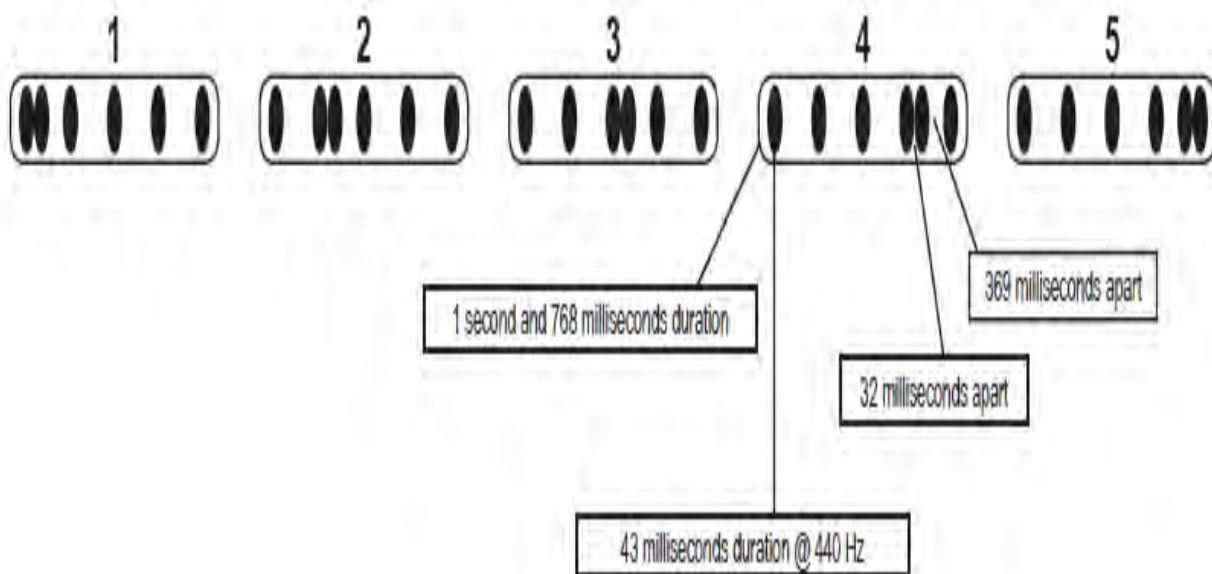 1 2 3 4 5
369 milliseconds apart
1 second and 768 milliseconds duration
32 milliseconds apart
43 milliseconds duration @ 440 Hz